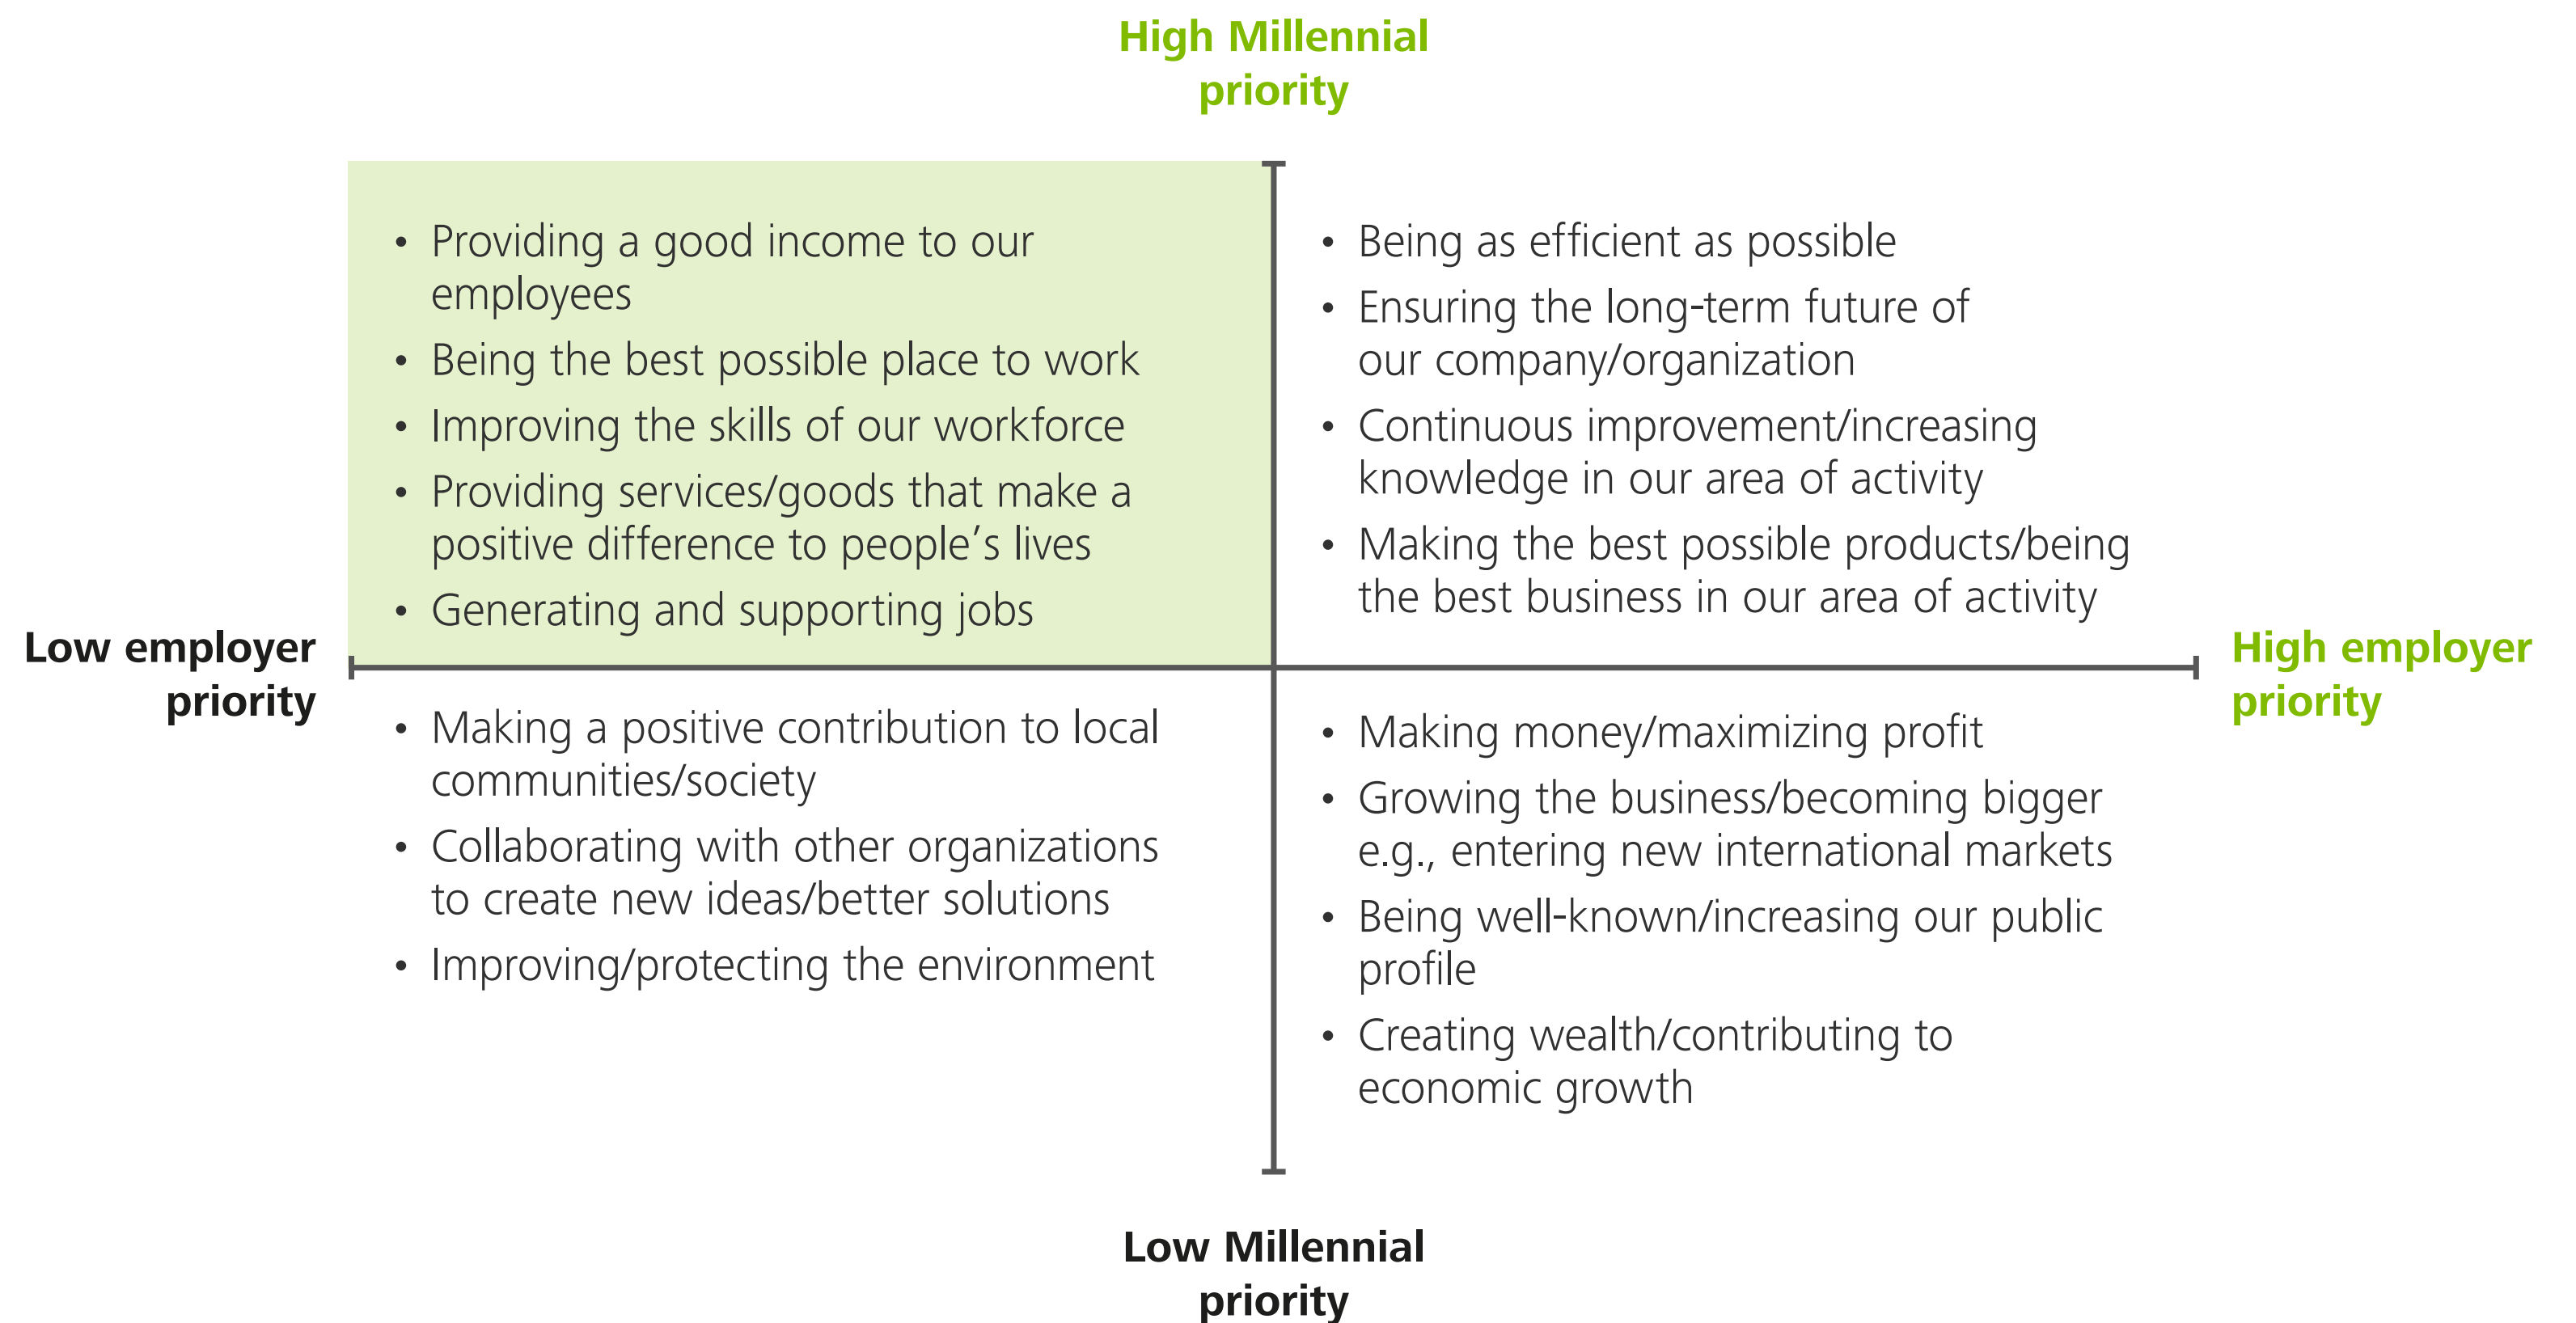 High Millennial
priority
• Providing a good income to our
employees
• Being the best possible place to work
• Improving the skills of our workforce
• Providing services/goods that make a
positive difference to people’s lives
• Generating and supporting jobs
• Being as efficient as possible
• Ensuring the long-term future of
our company/organization
• Continuous improvement/increasing
knowledge in our area of activity
• Making the best possible products/being
the best business in our area of activity
Low employer
priority
High employer
priority
• Making a positive contribution to local
communities/society
• Collaborating with other organizations
to create new ideas/better solutions
• Improving/protecting the environment
• Making money/maximizing profit
• Growing the business/becoming bigger
e.g., entering new international markets
• Being well-known/increasing our public
profile
• Creating wealth/contributing to
economic growth
Low Millennial
priority